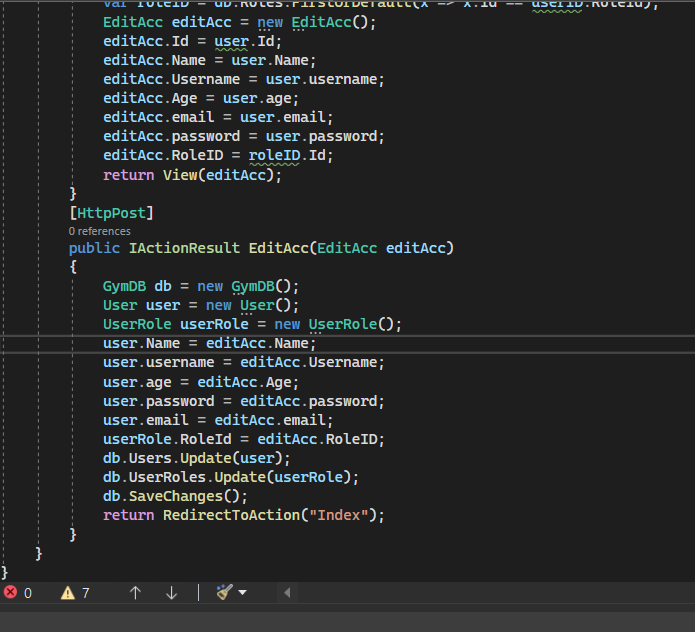 var roleID = db.Roles.FirstOrDefault(x => x.Id == userID.RoleId);
EditAcc editAcc = new EditAcc();
editAcc.Id = user.Id;
editAcc.Name = user.Name;
editAcc.Username = user.username;
editAcc.Age = user.age;
editAcc.email = user.email;
editAcc.password = user.password;
editAcc.RoleID = roleID.Id;
return View(editAcc);
}
[HttpPost]
0 references
public IActionResult EditAcc(EditAcc editAcc)
{
GymDB db = new GymDB();
User user = new User();
UserRole userRole = new UserRole();
user.Name = editAcc.Name;
user.username = editAcc.Username;
user.age = editAcc.Age;
user.password = editAcc.password;
user.email = editAcc.email;
userRole.RoleId = editAcc.RoleID;
db.Users.Update(user);
db.UserRoles.Update(userRole);
db.SaveChanges();
return RedirectToAction("Index");
}
}
}
0 7